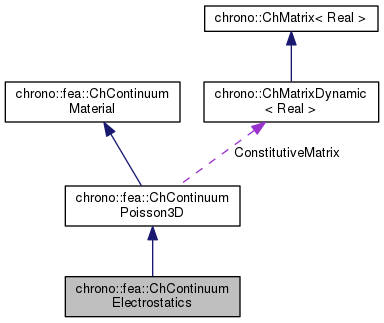 chrono::ChMatrix< Real >
chrono::fea::ChContinuum
Material
chrono::ChMatrixDynamic
< Real >
ConstitutiveMatrix
chrono::fea::ChContinuum
Poisson3D
chrono::fea::ChContinuum
Electrostatics